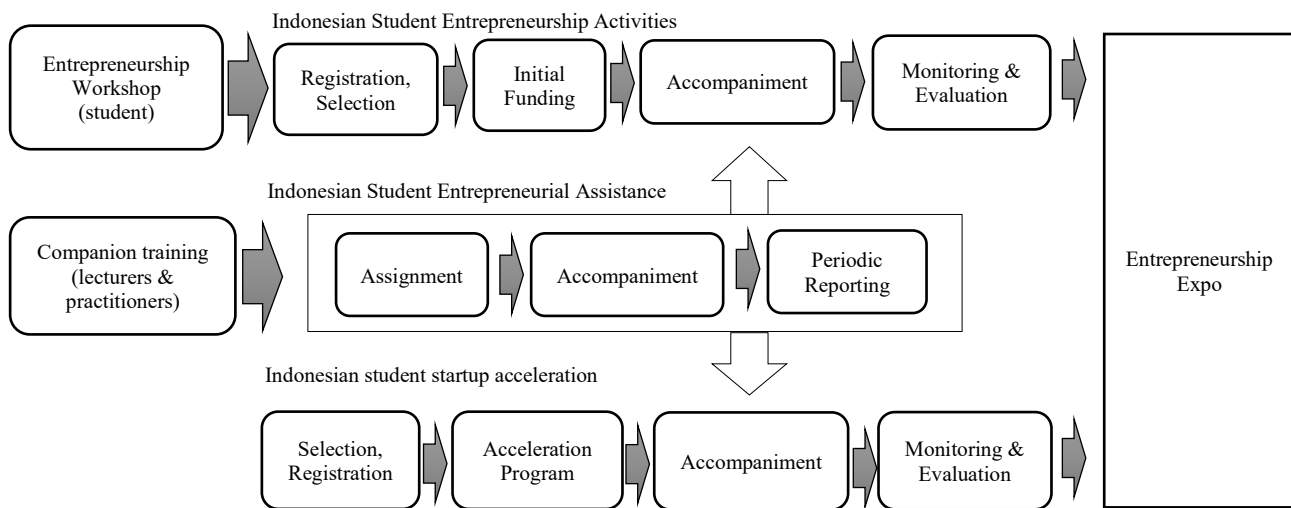 Indonesian Student Entrepreneurship Activities
Entrepreneurship
Workshop
(student)
Registration,
Selection
Initial
Funding
Accompaniment
Monitoring &
Evaluation
Indonesian Student Entrepreneurial Assistance
Companion training
(lecturers &
practitioners)
Assignment
Accompaniment
Periodic
Reporting
Entrepreneurship
Expo
Indonesian student startup acceleration
Selection,
Registration
Acceleration
Program
Accompaniment
Monitoring &
Evaluation